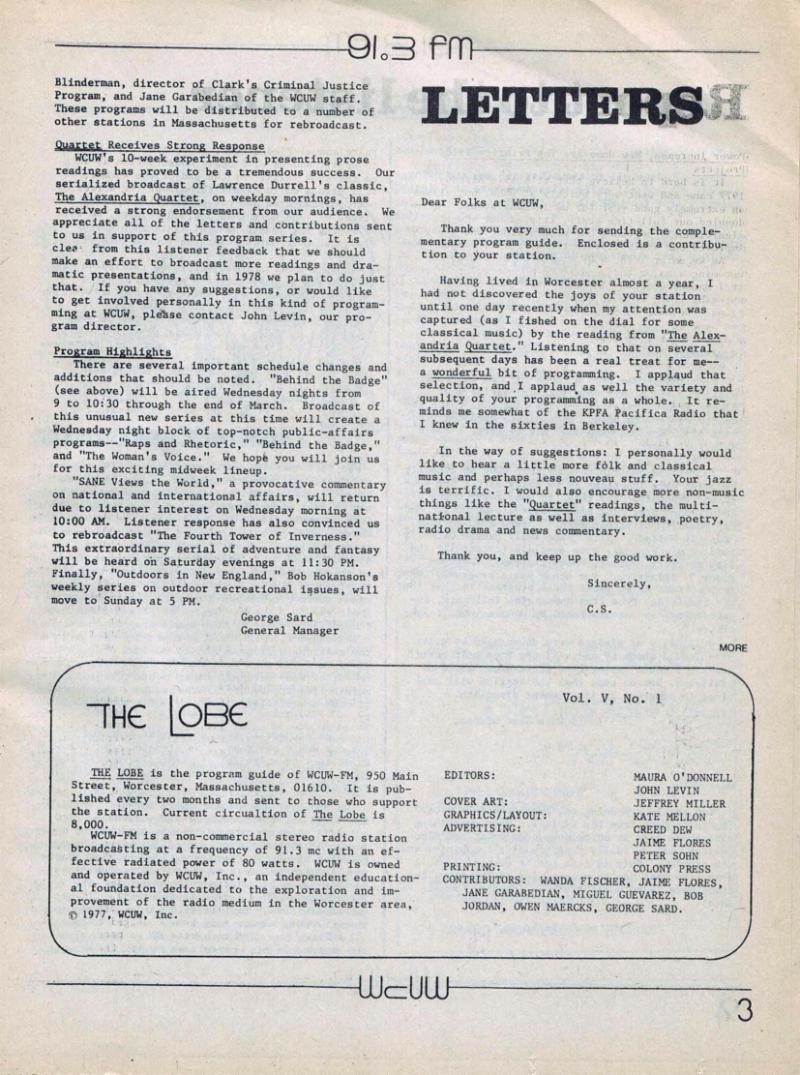 91.3 fm
Blinderman, director of Clark's Criminal Justice
Program, and Jane Garabedian of the WCUW staff.
These programs will be distributed to a number of
other stations in Massachusetts for rebroadcast.
Quartet Receives Strong Response
WCUW's 10-week experiment in presenting prose
readings has proved to be a tremendous success. Our
serialized broadcast of Lawrence Durrell's classic,
The Alexandria Quartet, on weekday mornings, has
received a strong endorsement from our audience. We
appreciate all of the letters and contributions sent
to us in support of this program series. It is
clear from this listener feedback that we should
make an effort to broadcast more readings and dra-
matic presentations, and in 1978 we plan to do just
that. If you have any suggestions, or would like
to get involved personally in this kind of program-
ming at WCUW, please contact John Levin, our pro-
gram director.
Program Highlights
There are several important schedule changes and
additions that should be noted. "Behind the Badge"
(see above) will be aired Wednesday nights from
9 to 10:30 through the end of March. Broadcast of
this unusual new series at this time will create a
Wednesday night block of top-notch public-affairs
programs--"Raps and Rhetoric," "Behind the Badge,"
and "The Woman's Voice." We hope you will join us
for this exciting midweek lineup.
"SANE Views the World," a provocative commentary
on national and international affairs, will return
due to listener interest on Wednesday morning at
10:00 AM. Listener response has also convinced us
to rebroadcast "The Fourth Tower of Inverness."
This extraordinary serial of adventure and fantasy
will be heard on Saturday evenings at 11:30 PM.
Finally, "Outdoors in New England," Bob Hokanson's
weekly series on outdoor recreational issues, will
move to Sunday at 5 PM.
George Sard
General Manager
LETTERS
Dear Folks at WCUW,
Thank you very much for sending the comple-
mentary program guide. Enclosed is a contribu-
tion to your station.
Having lived in Worcester almost a year, I
had not discovered the joys of your station
until one day recently when my attention was
captured (as I fished on the dial for some
classical music) by the reading from "The Alex-
andria Quartet." Listening to that on several
subsequent days has been a real treat for me--
a wonderful bit of programming. I applaud that
selection, and I applaud as well the variety and
quality of your programming as a whole. It re-
minds me somewhat of the KPFA Pacifica Radio that
I knew in the sixties in Berkeley.
In the way of suggestions: I personally would
like to hear a little more folk and classical
music and perhaps less nouveau stuff. Your jazz
is terrific. I would also encourage more non-music
things like the "Quartet" readings, the multi-
national lecture as well as interviews, poetry,
radio drama and news commentary.
Thank you, and keep up the good work.
Sincerely,
C.S.
MORE
THE LOBE
Vol. V, No. 1
THE LOBE is the program guide of WCUW-FM, 950 Main
Street, Worcester, Massachusetts, 01610. It is pub-
lished every two months and sent to those who support
the station. Current circualtion of The Lobe is
8,000.
WCUW-FM is a non-commercial stereo radio station
broadcasting at a frequency of 91.3 mc with an ef-
fective radiated power of 80 watts. WCUW is owned
and operated by WCUW, Inc., an independent education-
al foundation dedicated to the exploration and im-
provement of the radio medium in the Worcester area,
© 1977, WCUW, Inc.
EDITORS: MAURA O'DONNELL
JOHN LEVIN
COVER ART: JEFFREY MILLER
GRAPHICS/LAYOUT: KATE MELLON
ADVERTISING: CREED DEW
JAIME FLORES
PETER SOHN
PRINTING: COLONY PRESS
CONTRIBUTORS: WANDA FISCHER, JAIME FLORES,
JANE GARABEDIAN, MIGUEL GUEVAREZ, BOB
JORDAN, OWEN MAERCKS, GEORGE SARD.
WCUW
3